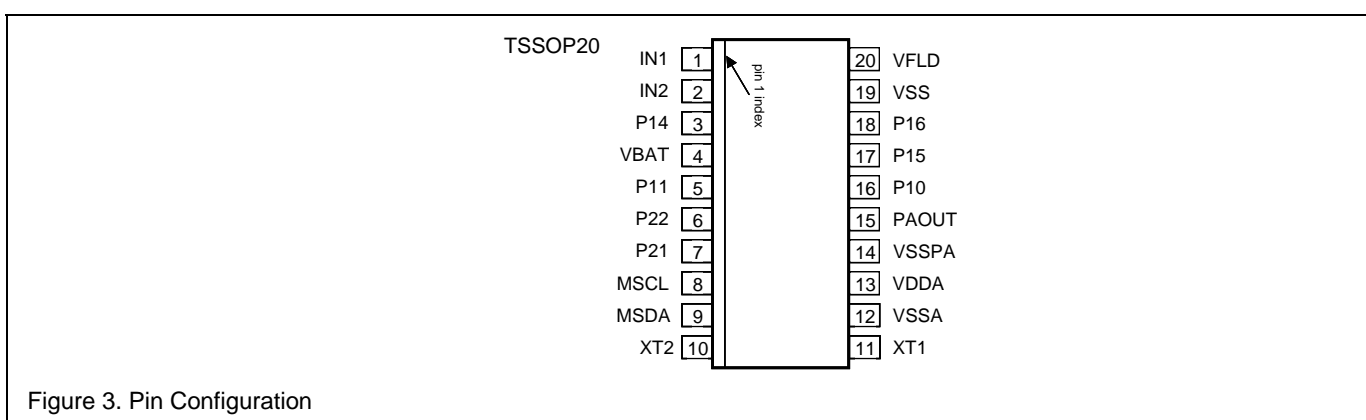 TSSOP20
IN1 1 20 VFLD
IN2 2 19 VSS
P14 3 18 P16
VBAT 4 17 P15
P11 5 16 P10
P22 6 15 PAOUT
P21 7 14 VSSPA
MSCL 8 13 VDDA
MSDA 9 12 VSSA
XT2 10 11 XT1
pin 1 index
Figure 3. Pin Configuration